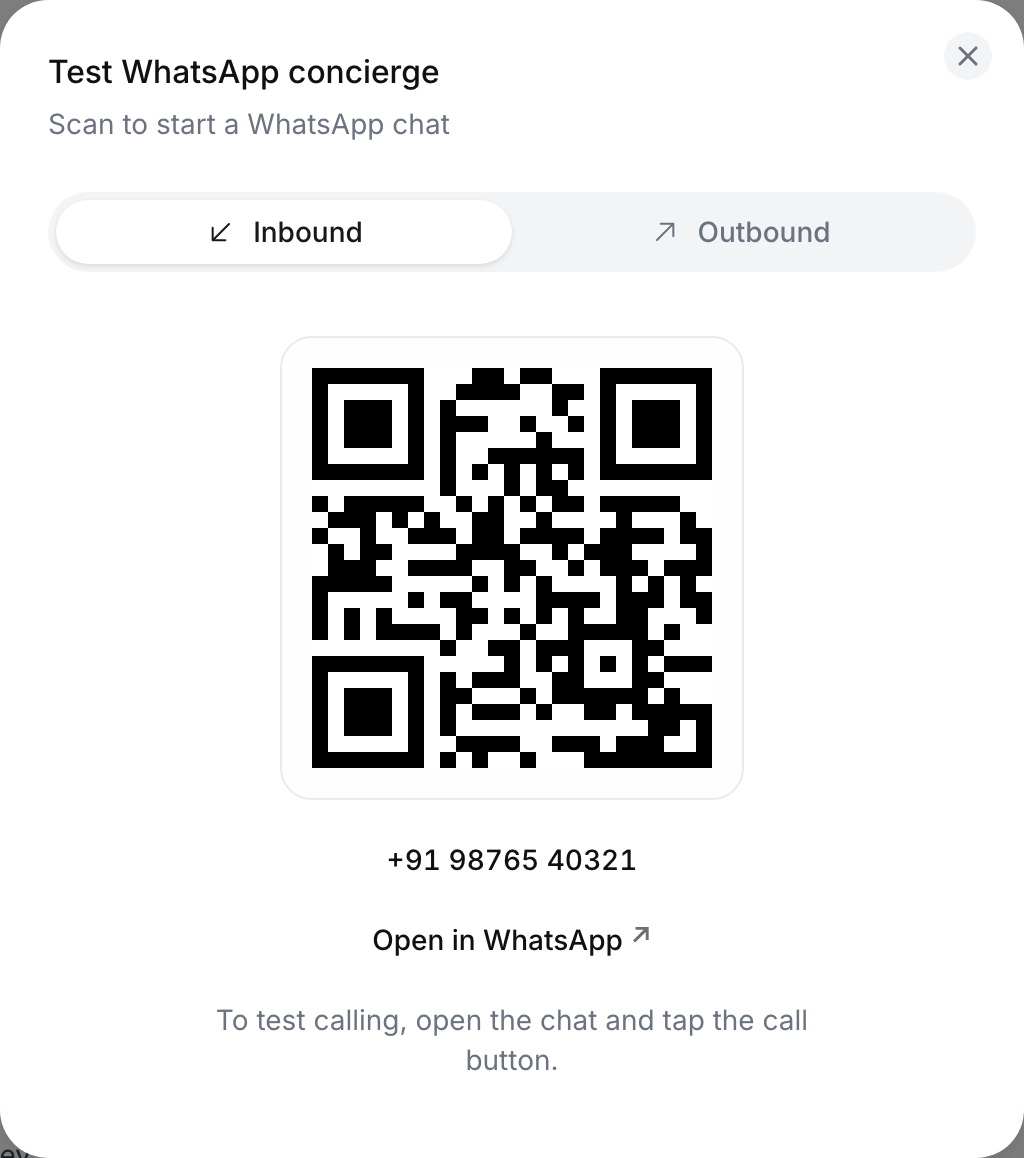 Test WhatsApp concierge
Scan to start a WhatsApp chat
Inbound
Outbound
+91 98765 40321
Open in WhatsApp
To test calling, open the chat and tap the call
button.